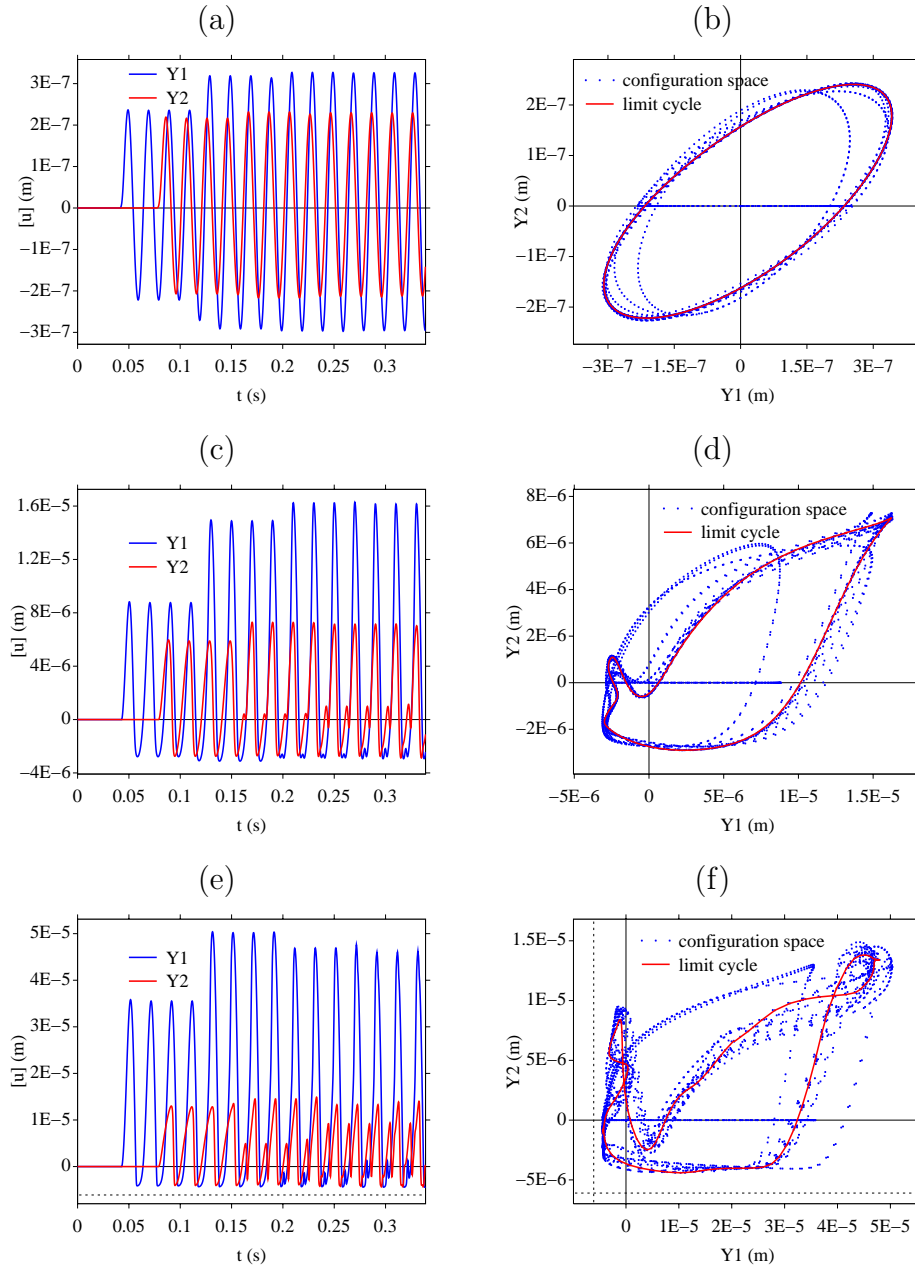 (a)
Y1
Y2
3E−7
2E−7
1E−7
0
−1E−7
−2E−7
−3E−7
[u] (m)
0 0.05 0.1 0.15 0.2 0.25 0.3
t (s)
(b)
configuration space
limit cycle
2E−7
1E−7
0
−1E−7
−2E−7
Y2 (m)
−3E−7 −1.5E−7 0 1.5E−7 3E−7
Y1 (m)
(c)
Y1
Y2
1.6E−5
1.2E−5
8E−6
4E−6
0
−4E−6
[u] (m)
0 0.05 0.1 0.15 0.2 0.25 0.3
t (s)
(d)
configuration space
limit cycle
8E−6
6E−6
4E−6
2E−6
0
−2E−6
Y2 (m)
−5E−6 0 5E−6 1E−5 1.5E−5
Y1 (m)
(e)
Y1
Y2
5E−5
4E−5
3E−5
2E−5
1E−5
0
[u] (m)
0 0.05 0.1 0.15 0.2 0.25 0.3
t (s)
(f)
configuration space
limit cycle
1.5E−5
1E−5
5E−6
0
−5E−6
Y2 (m)
0 1E−5 2E−5 3E−5 4E−5 5E−5
Y1 (m)